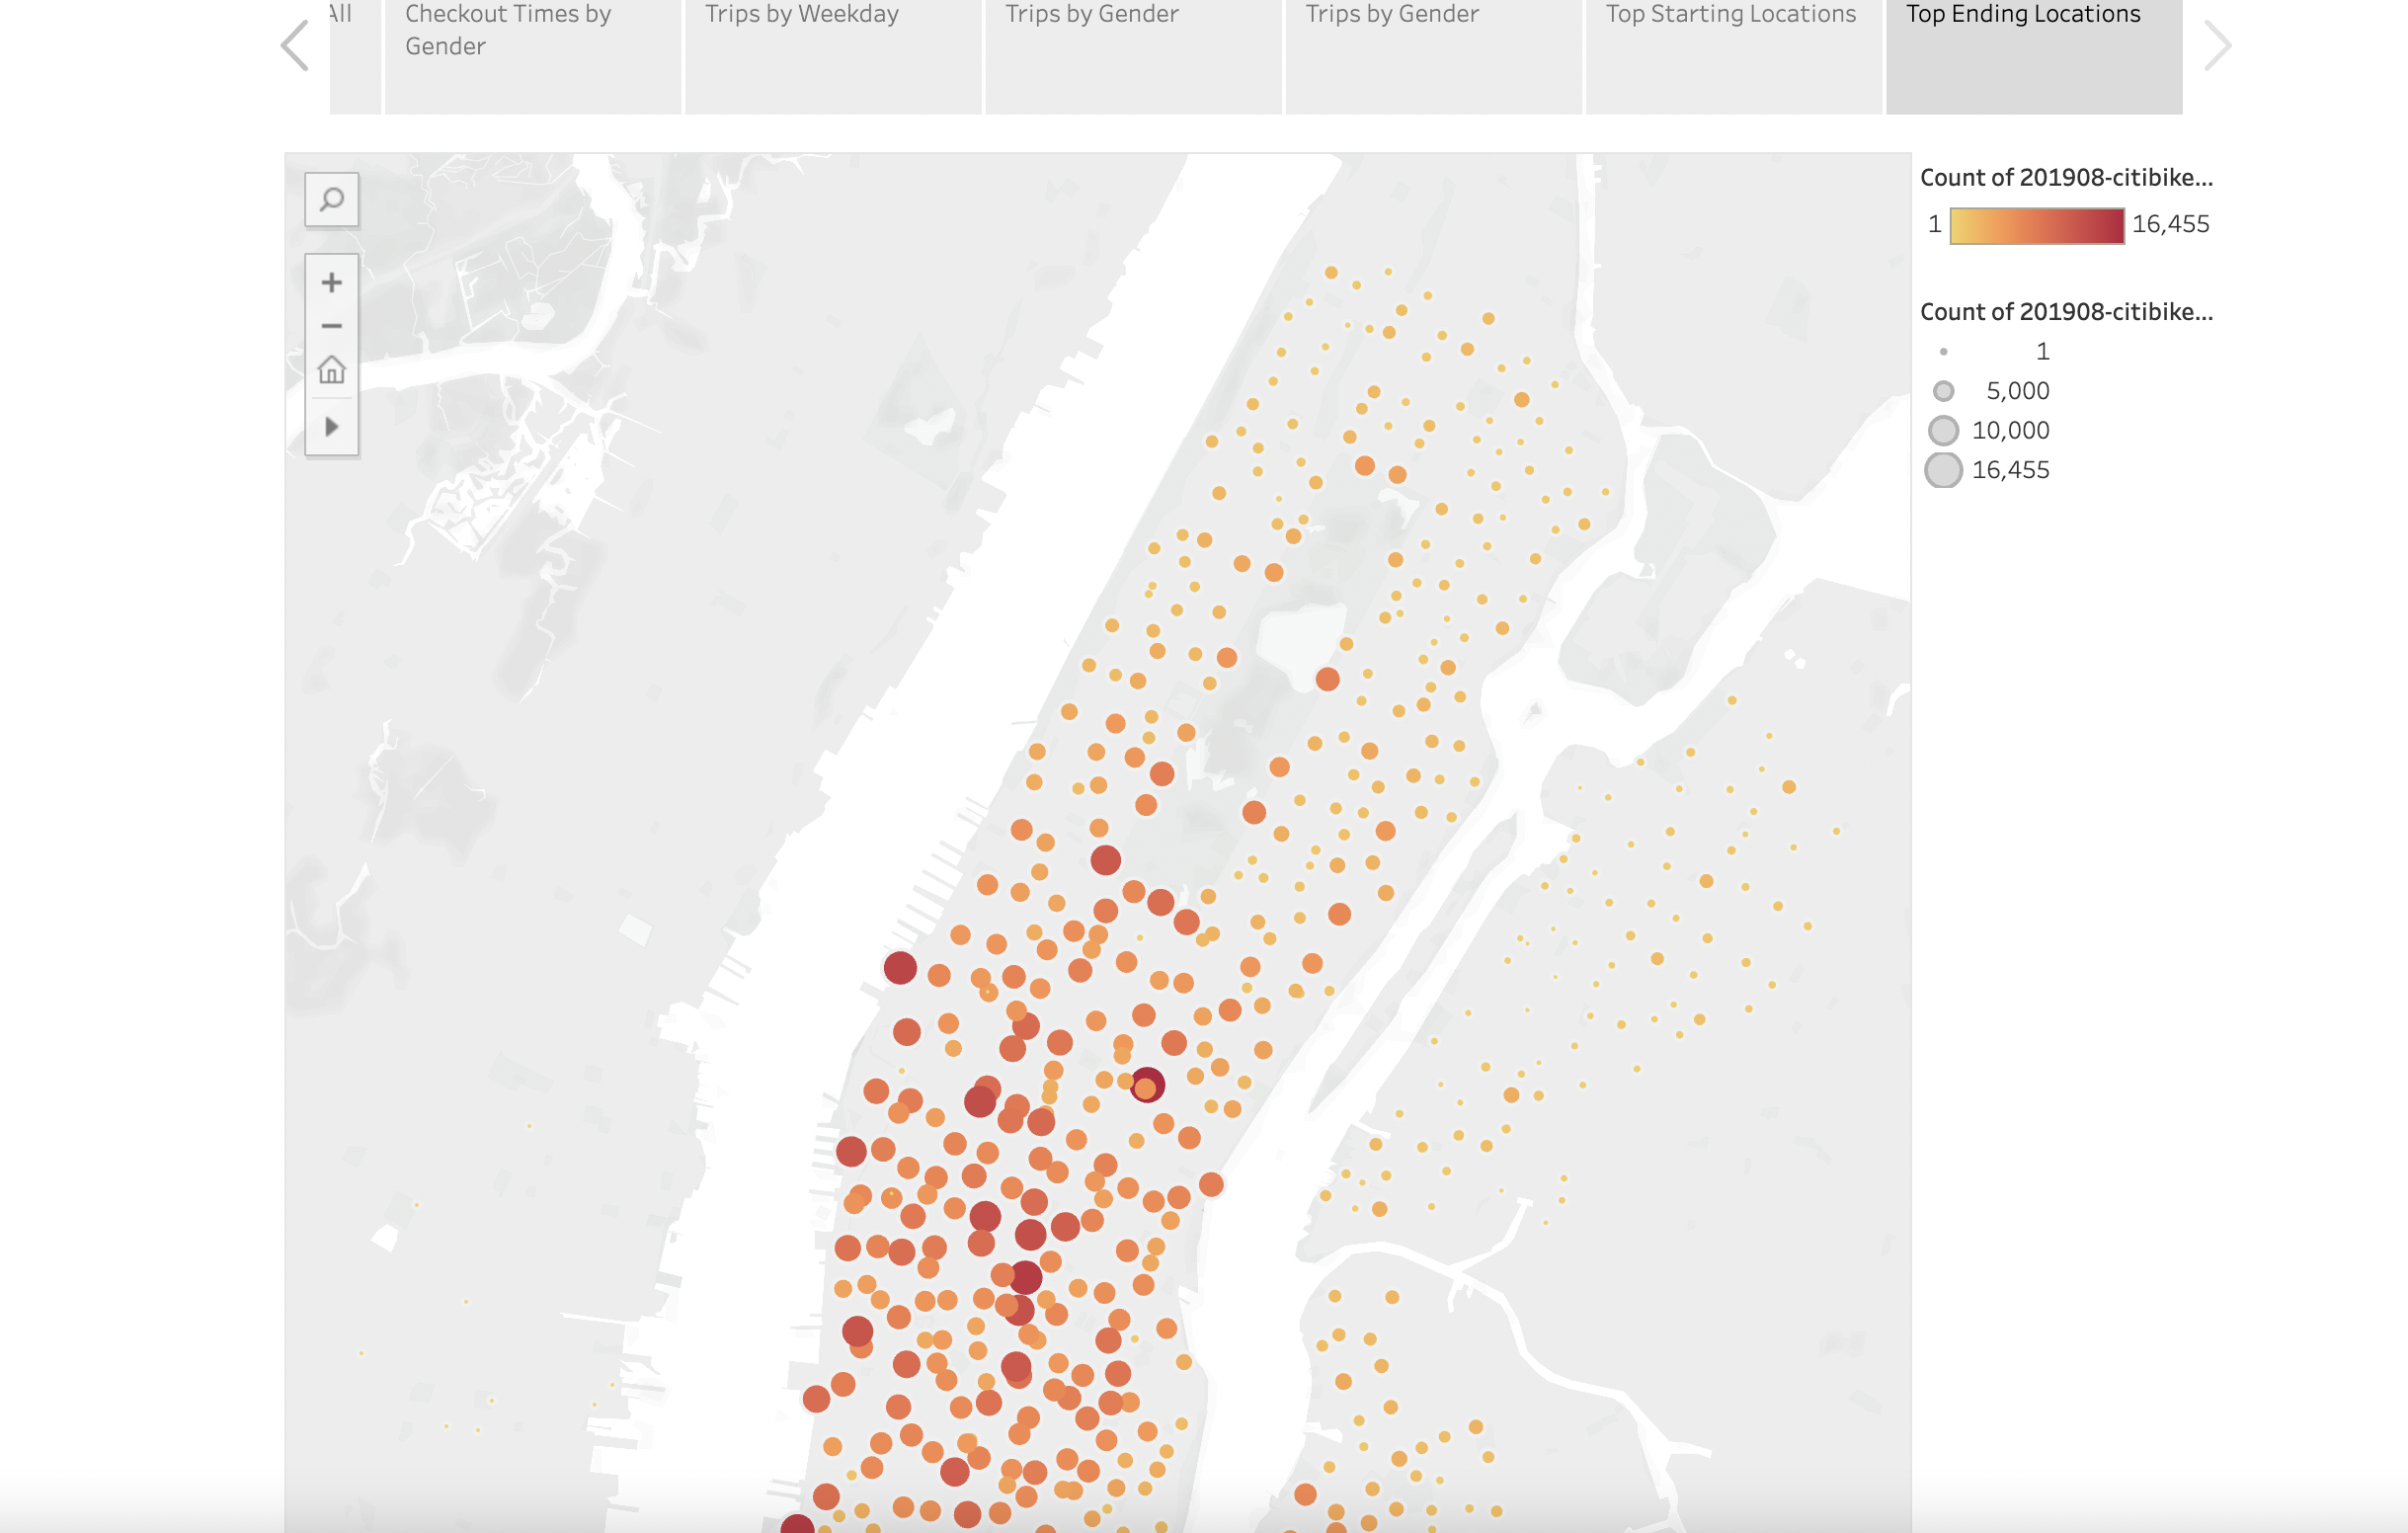 All
Checkout Times by
Gender
Trips by Weekday
Trips by Gender
Trips by Gender
Top Starting Locations
Top Ending Locations
Count of 201908-citibike...
1
16,455
Count of 201908-citibike...
1
5,000
10,000
16,455